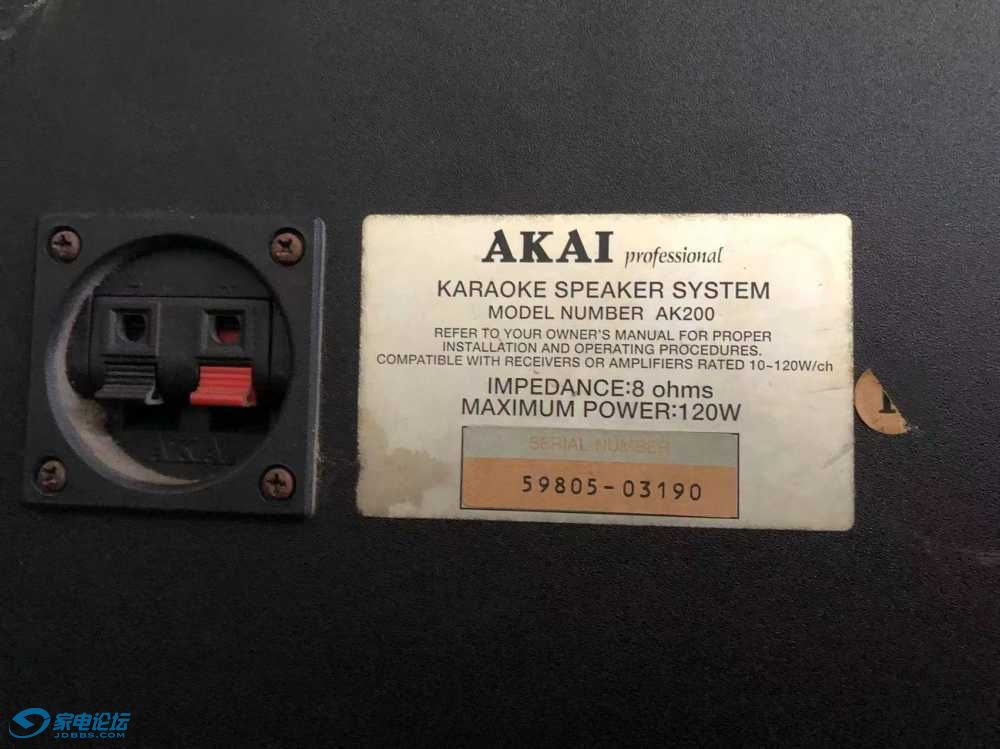 AKAI professional
KARAOKE SPEAKER SYSTEM
MODEL NUMBER AK200
REFER TO YOUR OWNER'S MANUAL FOR PROPER
INSTALLATION AND OPERATING PROCEDURES.
COMPATIBLE WITH RECEIVERS OR AMPLIFIERS RATED 10-120W/ch
IMPEDANCE:8 ohms
MAXIMUM POWER:120W
SERIAL NUMBER
59805-03190
AKAI
家电论坛
JDBBS.COM